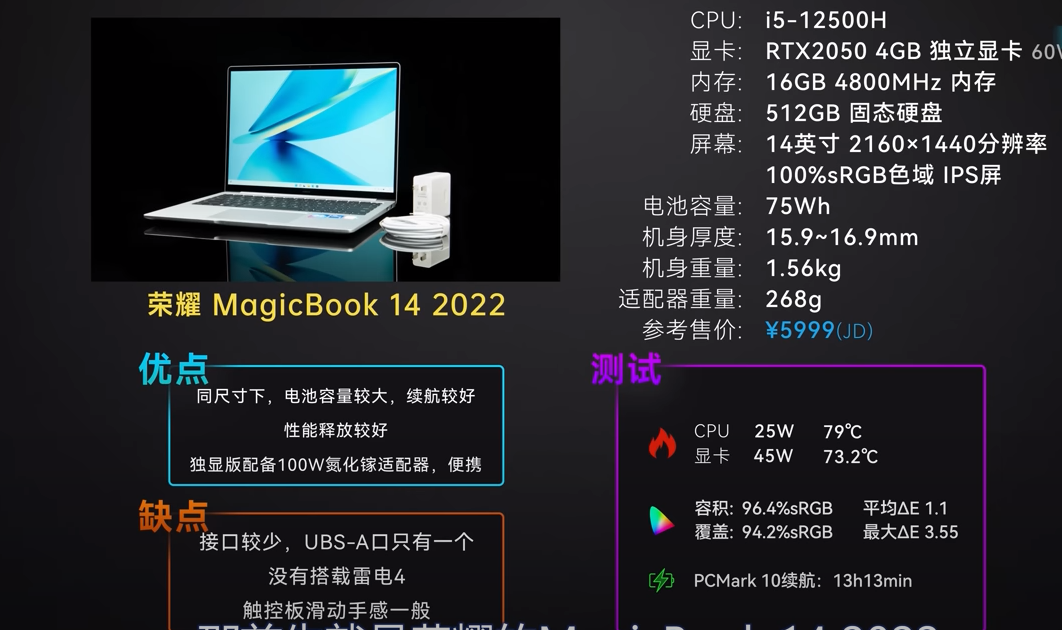 CPU: i5-12500H
显卡: RTX2050 4GB 独立显卡
内存: 16GB 4800MHz 内存
硬盘: 512GB 固态硬盘
屏幕: 14英寸 2160×1440分辨率
100%sRGB色域 IPS屏
电池容量: 75Wh
机身厚度: 15.9~16.9mm
机身重量: 1.56kg
适配器重量: 268g
参考售价: ¥5999(JD)
荣耀 MagicBook 14 2022
优点
同尺寸下，电池容量较大，续航较好
性能释放较好
独显版配备100W氮化镓适配器，便携
缺点
接口较少，UBS-A口只有一个
没有搭载雷电4
触控板滑动手感一般
测试
CPU 25W 79℃
显卡 45W 73.2℃
容积: 96.4%sRGB 平均ΔE 1.1
覆盖: 94.2%sRGB 最大ΔE 3.55
PCMark 10续航: 13h13min